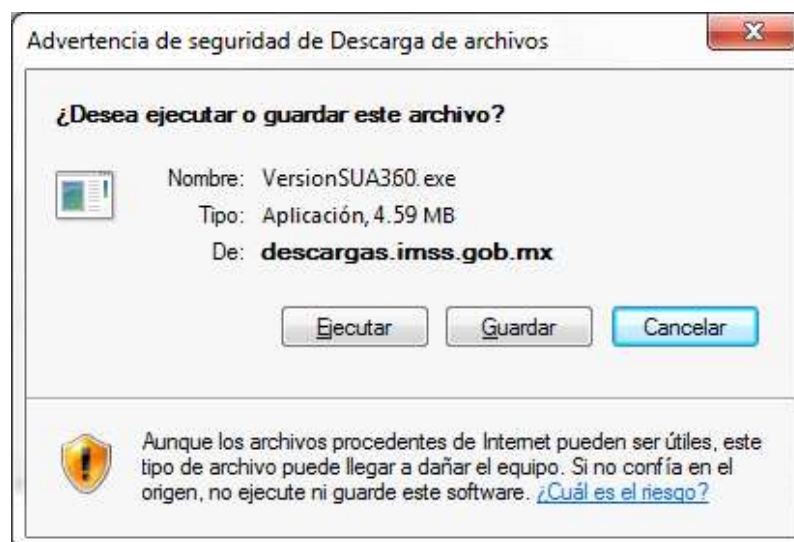 Advertencia de seguridad de Descarga de archivos
¿Desea ejecutar o guardar este archivo?
Nombre: VersionSUA360.exe
Tipo: Aplicación, 4.59 MB
De: descargas.imss.gob.mx
Ejecutar Guardar Cancelar
Aunque los archivos procedentes de Internet pueden ser útiles, este
tipo de archivo puede llegar a dañar el equipo. Si no confía en el
origen, no ejecute ni guarde este software. ¿Cuál es el riesgo?